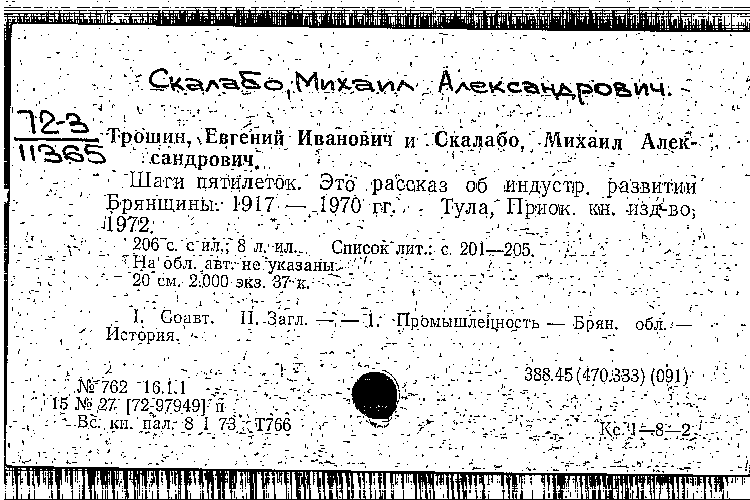 Скалабо, Михаил Александрович.
72-3
11365
Трошин, Евгений Иванович и Скалабо, Михаил Алек-
сандрович.
Шаги пятилеток. Это рассказ об индустр. развитии
Брянщины. 1917 — 1970 гг. Тула, Приок. кн. изд-во,
1972.
206 с. с ил.; 8 л. ил. Список лит.: с. 201—205.
На обл. авт. не указаны.
20 см. 2.000 экз. 37 к.
I. Соавт. II. Загл. — — 1. Промышленность — Брян. обл. —
История.
388.45(470.333) (091)
№ 762 16.1.1
15 № 27 [72-97949] п
Вс. кн. пал. 8 I 73 Т766
Кс 1—8—2